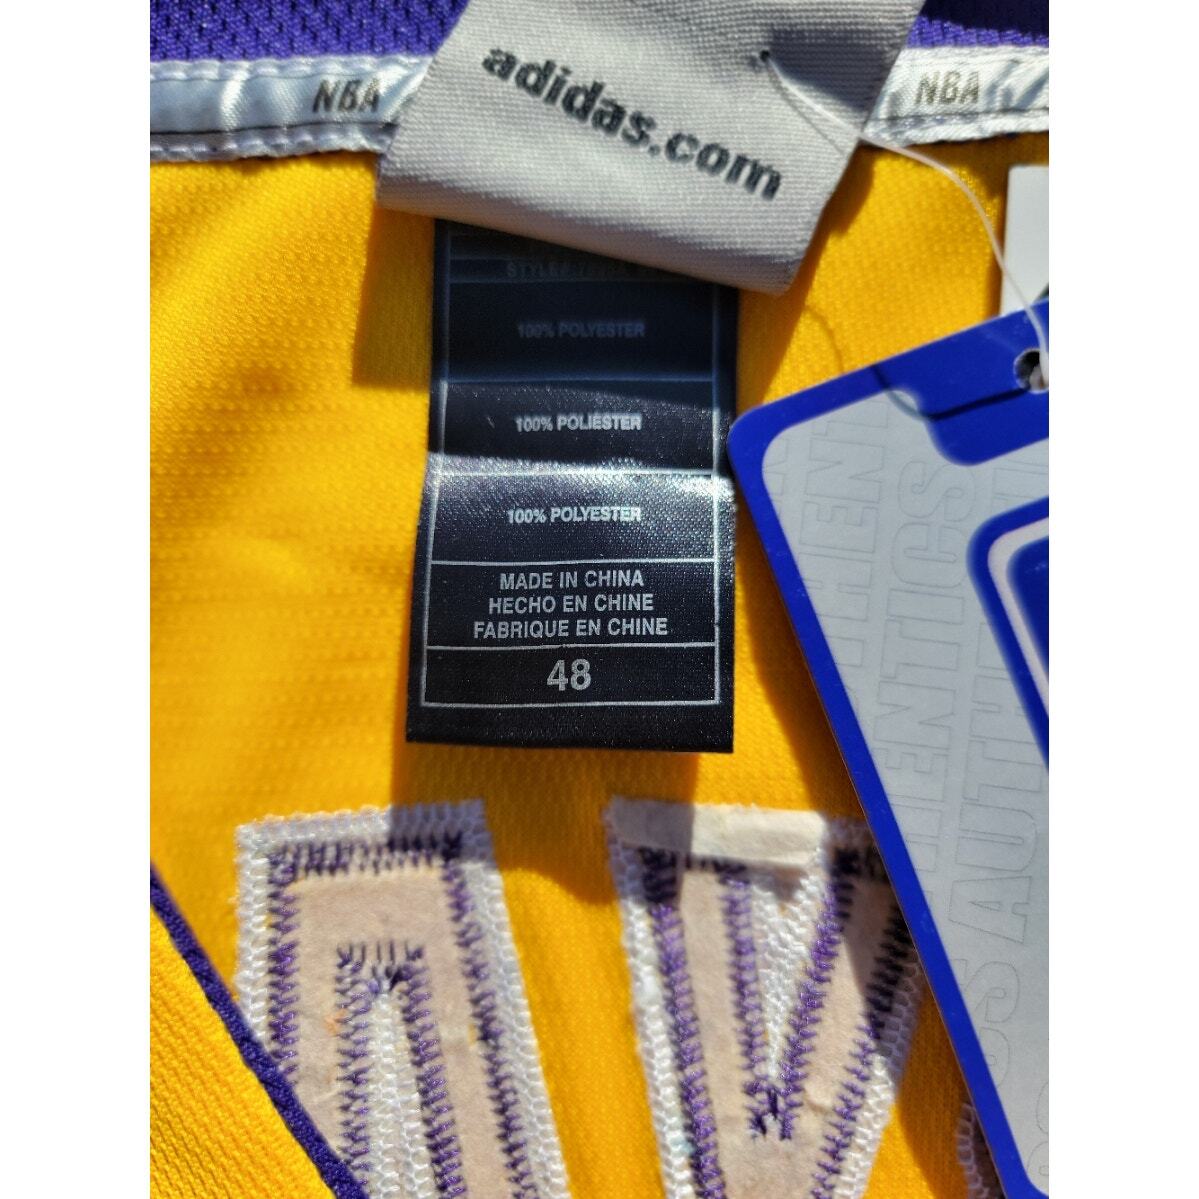 NBA
adidas.com
NBA
100% POLYESTER
100% POLIESTER
100% POLYESTER
MADE IN CHINA
HECHO EN CHINE
FABRIQUE EN CHINE
48
AUTHENTICS